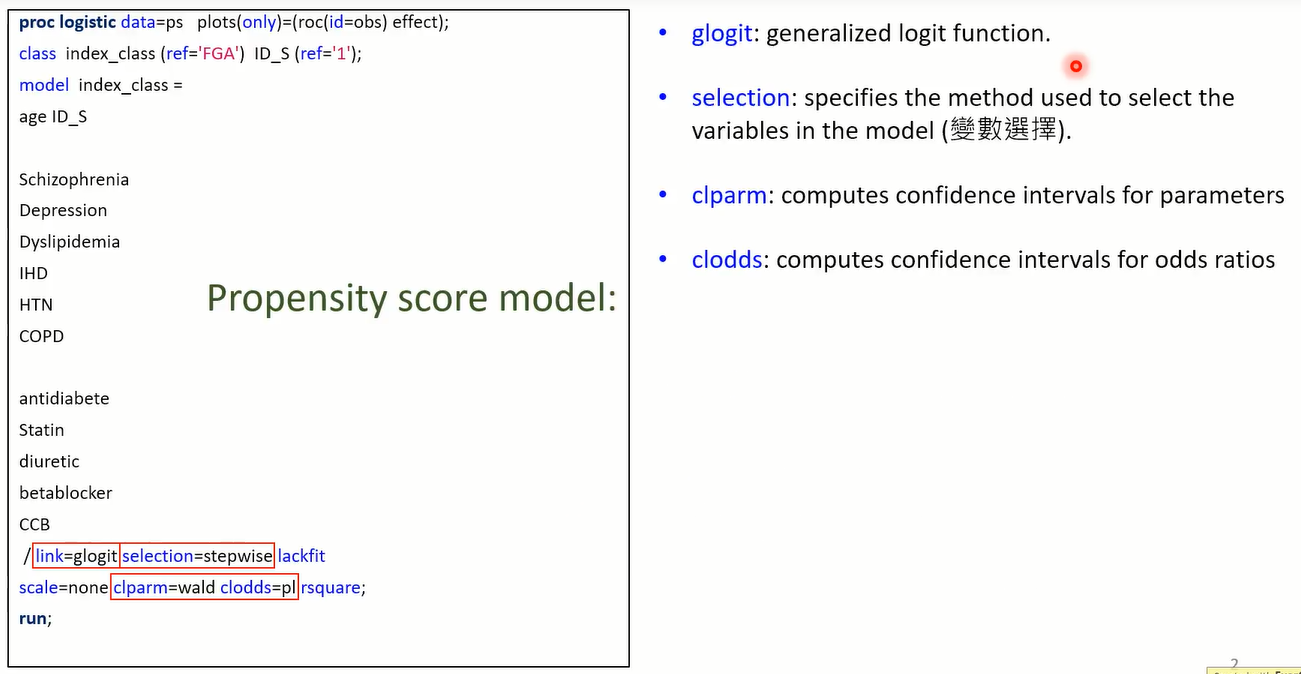 proc logistic data=ps plots(only)=(roc(id=obs) effect);
class index_class (ref='FGA') ID_S (ref='1');
model index_class =
age ID_S
Schizophrenia
Depression
Dyslipidemia
IHD
HTN
COPD
Propensity score model:
antidiabete
Statin
diuretic
betablocker
CCB
/link=glogit selection=stepwise lackfit
scale=none clparm=wald clodds=pl rsquare;
run;
• glogit: generalized logit function.
• selection: specifies the method used to select the
variables in the model (變數選擇).
• clparm: computes confidence intervals for parameters
• clodds: computes confidence intervals for odds ratios
2